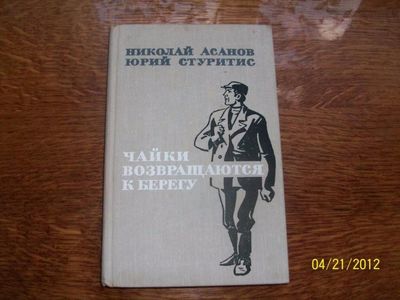 НИКОЛАЙ АСАНОВ
ЮРИЙ СТУРИТИС
ЧАЙКИ
ВОЗВРАЩАЮТСЯ
К БЕРЕГУ
04/21/2012